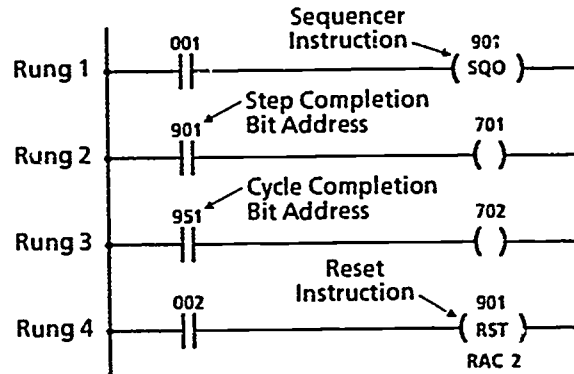 Sequencer
Instruction
001
901
Rung 1
SQO
Step Completion
Bit Address
901
701
Rung 2
Cycle Completion
Bit Address
951
702
Rung 3
Reset
Instruction
002
901
Rung 4
RST
RAC 2